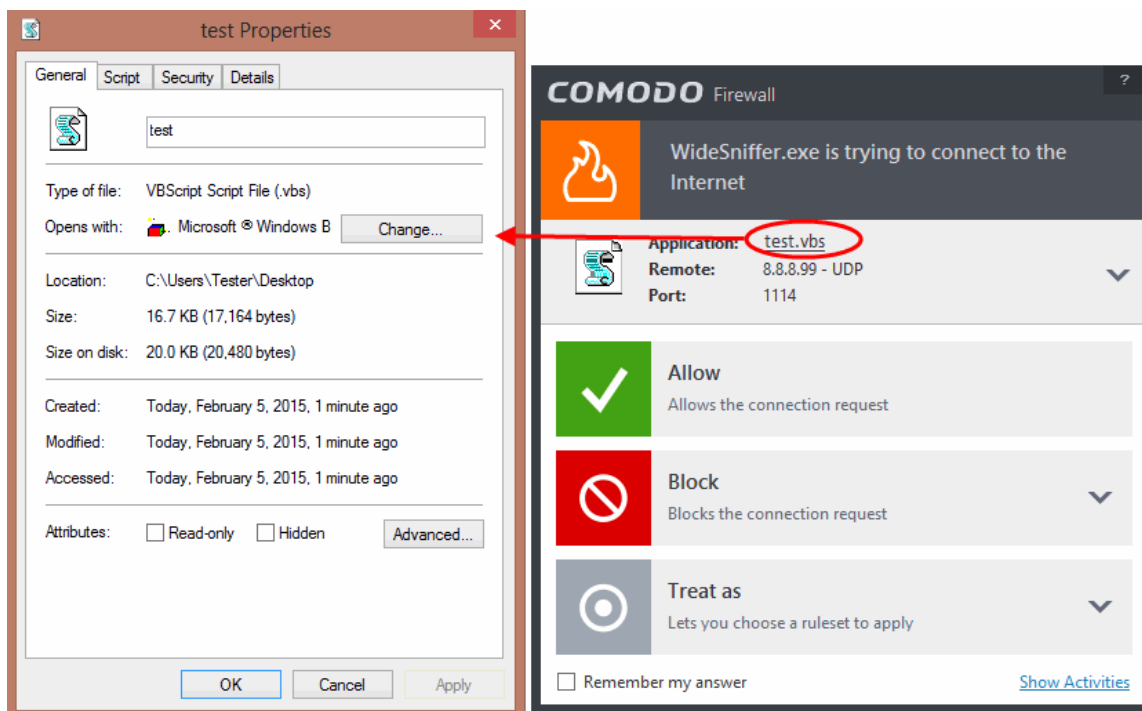 test Properties
General Script Security Details
test
Type of file: VBScript Script File (.vbs)
Opens with: Microsoft ® Windows B Change...
Location: C:\Users\Tester\Desktop
Size: 16.7 KB (17,164 bytes)
Size on disk: 20.0 KB (20,480 bytes)
Created: Today, February 5, 2015, 1 minute ago
Modified: Today, February 5, 2015, 1 minute ago
Accessed: Today, February 5, 2015, 1 minute ago
Attributes: Read-only Hidden Advanced...
OK Cancel Apply
COMODO Firewall ?
WideSniffer.exe is trying to connect to the
Internet
Application: test.vbs
Remote: 8.8.8.99 - UDP
Port: 1114
Allow
Allows the connection request
Block
Blocks the connection request
Treat as
Lets you choose a ruleset to apply
Remember my answer Show Activities